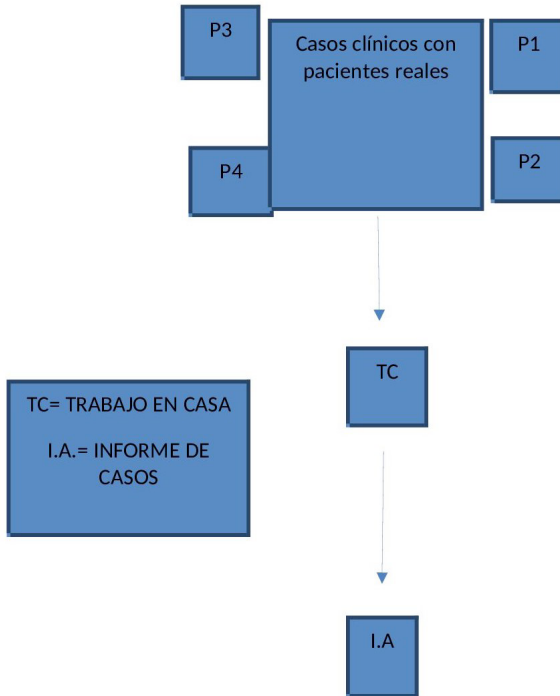 P3
Casos clínicos con
pacientes reales
P1
P4
P2
TC
TC= TRABAJO EN CASA
I.A.= INFORME DE
CASOS
I.A